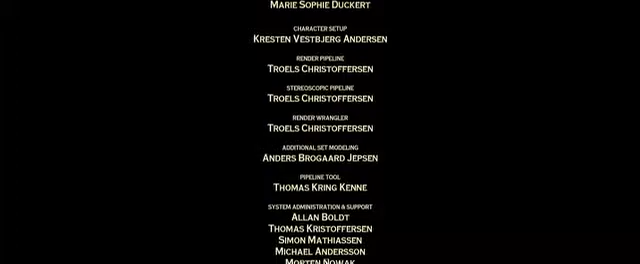 MARIE SOPHIE DUCKERT
CHARACTER SETUP
KRESTEN VESTBJERG ANDERSEN
RENDER PIPELINE
TROELS CHRISTOFFERSEN
STEREOSCOPIC PIPELINE
TROELS CHRISTOFFERSEN
RENDER WRANGLER
TROELS CHRISTOFFERSEN
ADDITIONAL SET MODELING
ANDERS BROGAARD JEPSEN
PIPELINE TOOL
THOMAS KRING KENNE
SYSTEM ADMINISTRATION & SUPPORT
ALLAN BOLDT
THOMAS KRISTOFFERSEN
SIMON MATHIASSEN
MICHAEL ANDERSSON
MORTEN NOWAK